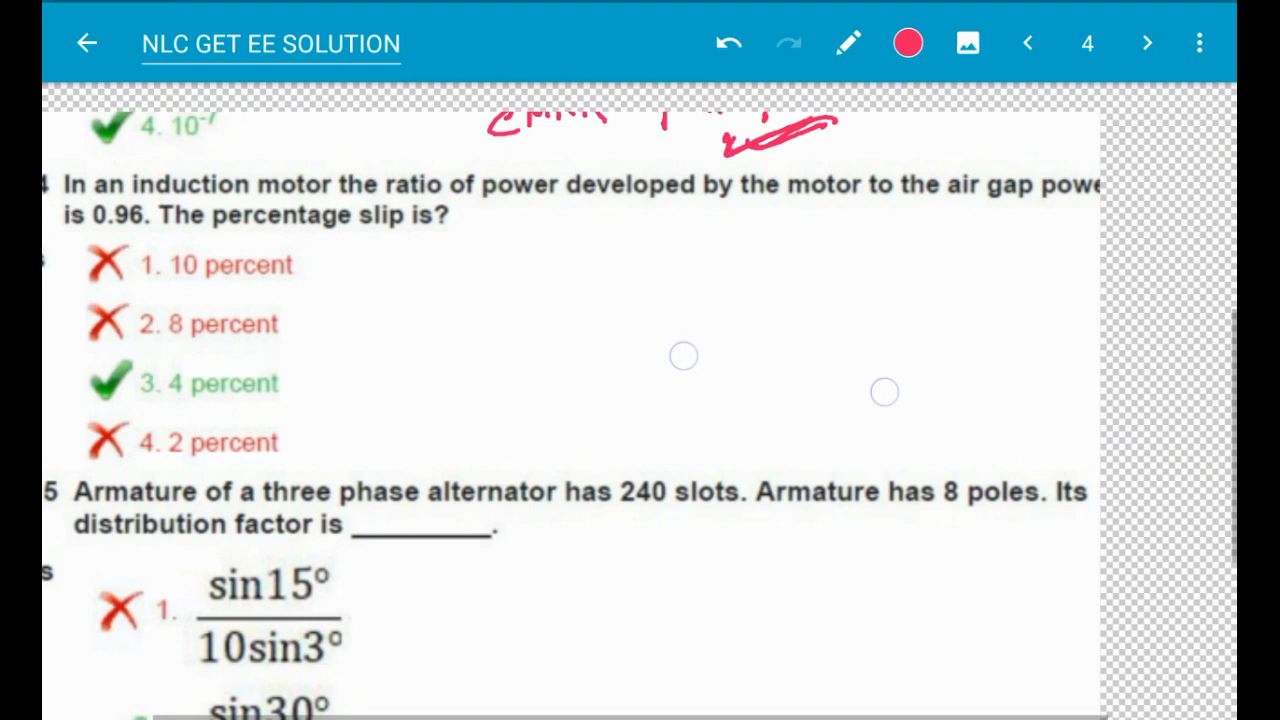 NLC GET EE SOLUTION
4
4. 10⁻⁷
4 In an induction motor the ratio of power developed by the motor to the air gap powe
is 0.96. The percentage slip is?
1. 10 percent
2. 8 percent
3. 4 percent
4. 2 percent
5 Armature of a three phase alternator has 240 slots. Armature has 8 poles. Its
distribution factor is __________.
s
1. sin15°
10sin3°
sin30°